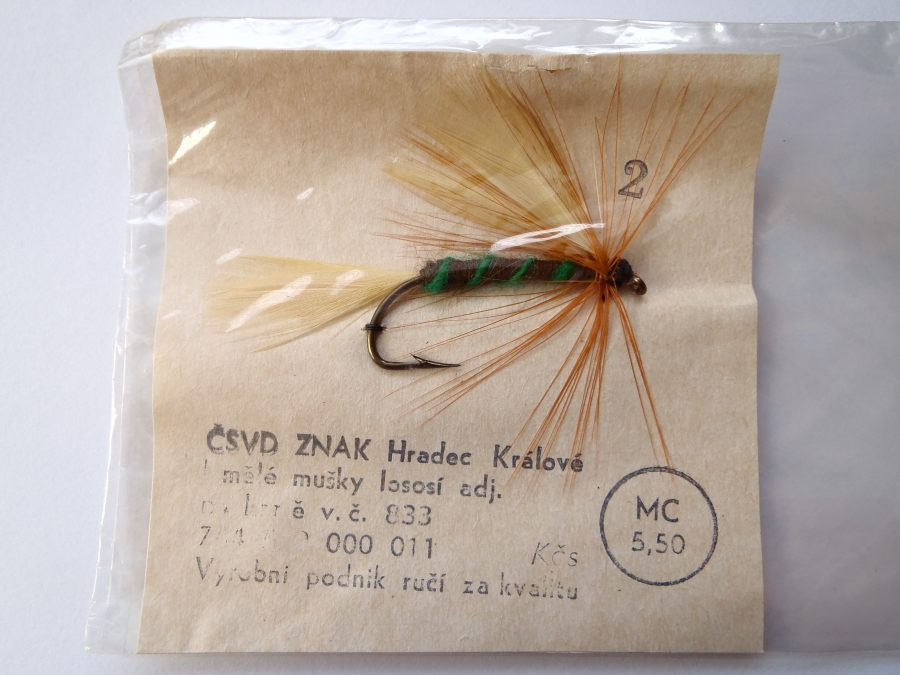 2
ČSVD ZNAK Hradec Králové
mělé mušky lososí adj.
v.č. 833
000 011 Kčs
Výrobní podnik ručí za kvalitu
MC
5,50